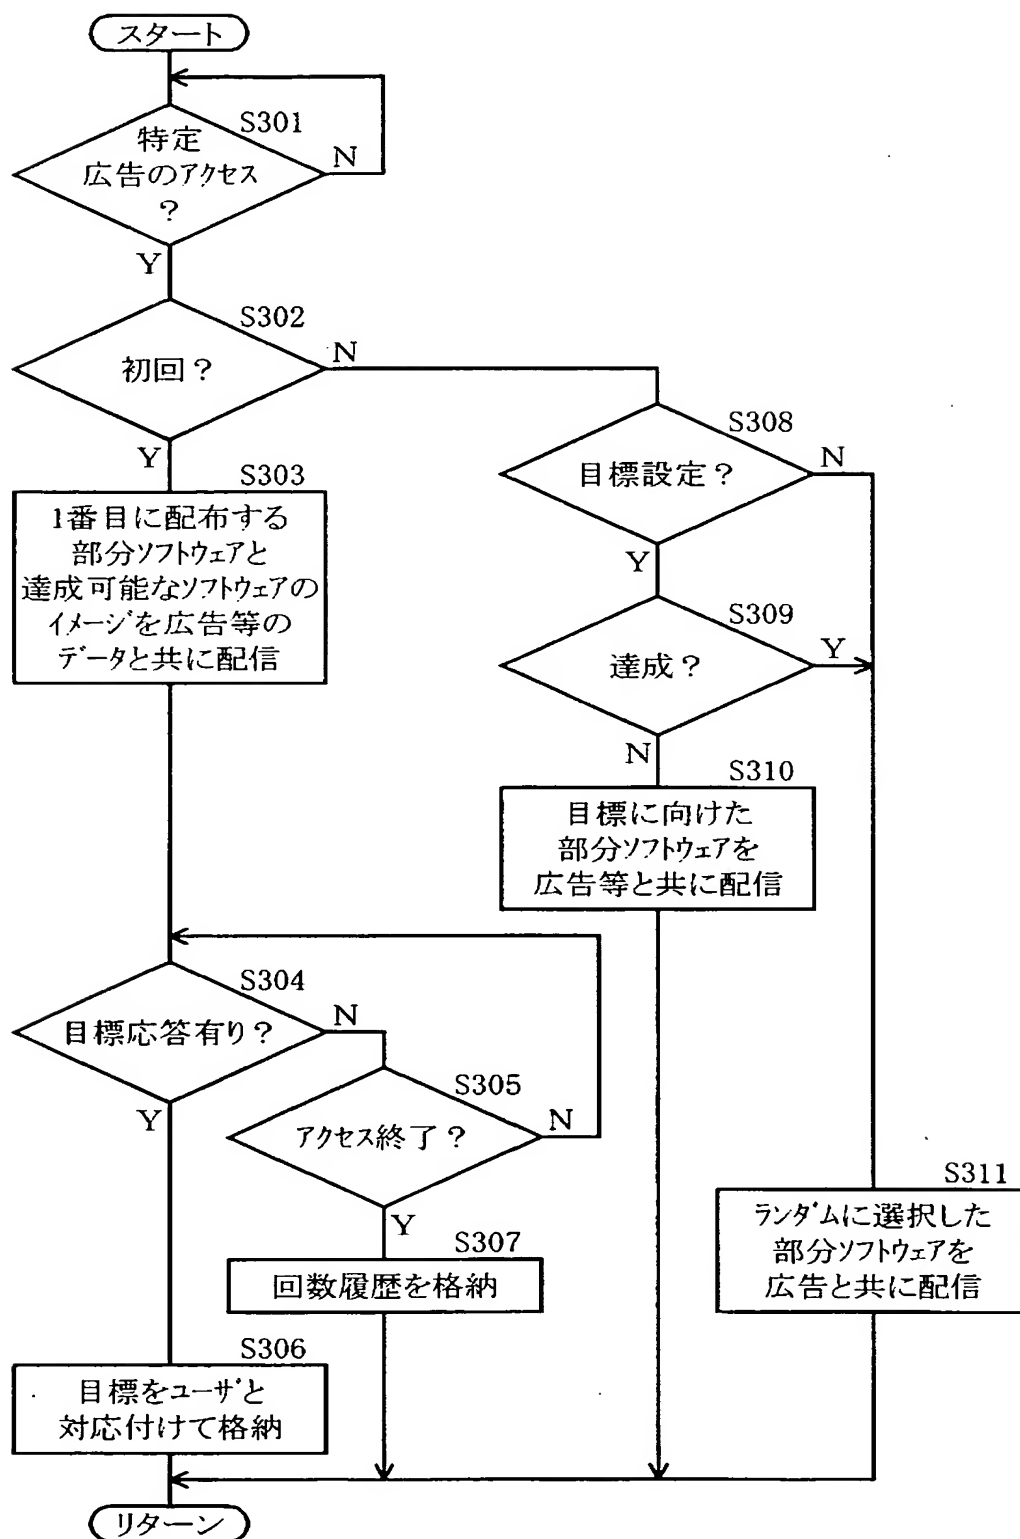 スタート
S301
特定
広告のアクセス
?
N
Y
S302
初回?
N
Y
S303
1番目に配布する
部分ソフトウェアと
達成可能なソフトウェアの
イメージを広告等の
データと共に配信
S308
目標設定?
N
Y
S309
達成?
Y
N
S310
目標に向けた
部分ソフトウェアを
広告等と共に配信
S304
目標応答有り?
N
Y
S305
アクセス終了?
N
Y
S307
回数履歴を格納
S311
ランダムに選択した
部分ソフトウェアを
広告と共に配信
S306
目標をユーザと
対応付けて格納
リターン